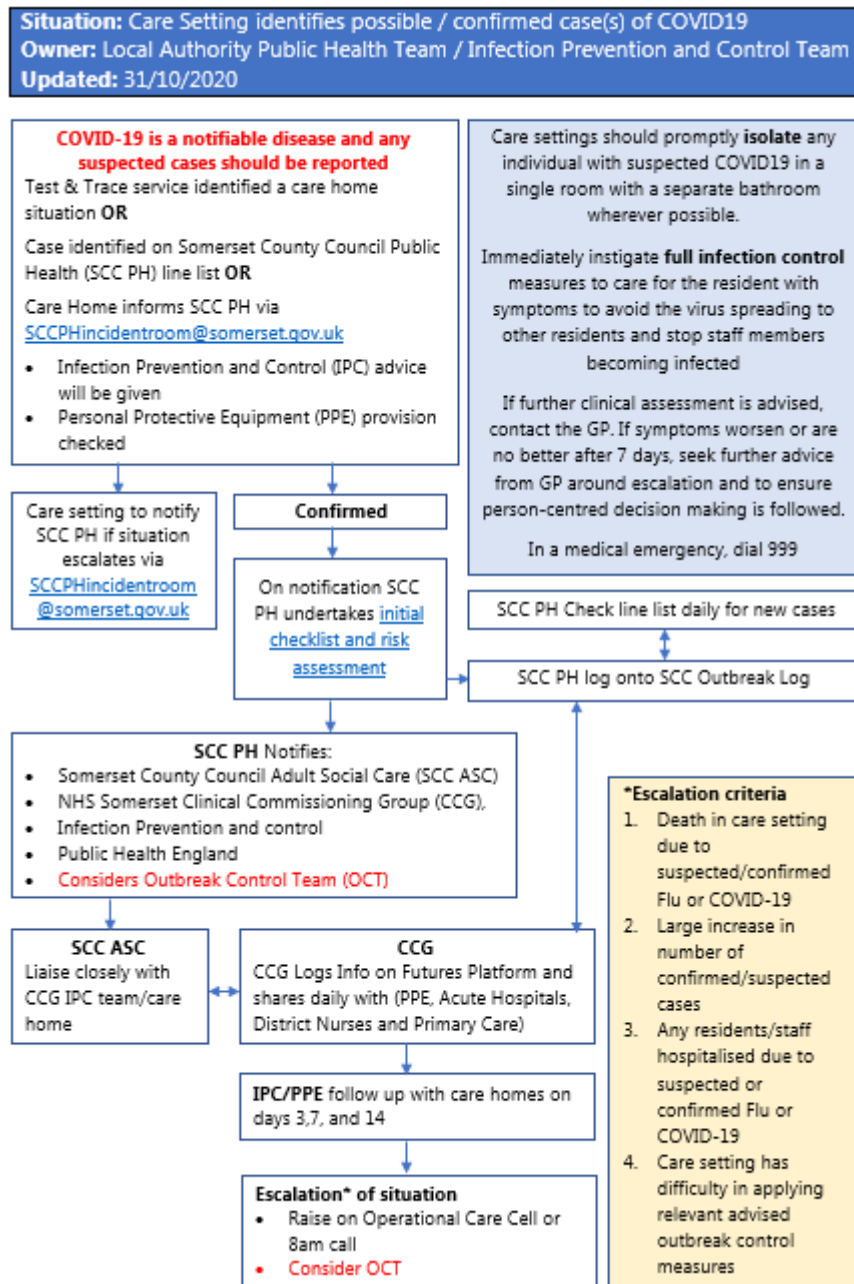 Situation: Care Setting identifies possible / confirmed case(s) of COVID19
Owner: Local Authority Public Health Team / Infection Prevention and Control Team
Updated: 31/10/2020
COVID-19 is a notifiable disease and any
suspected cases should be reported
Test & Trace service identified a care home
situation OR
Case identified on Somerset County Council Public
Health (SCC PH) line list OR
Care Home informs SCC PH via
SCCPHincidentroom@somerset.gov.uk
• Infection Prevention and Control (IPC) advice
will be given
• Personal Protective Equipment (PPE) provision
checked
Care settings should promptly isolate any
individual with suspected COVID19 in a
single room with a separate bathroom
wherever possible.
Immediately instigate full infection control
measures to care for the resident with
symptoms to avoid the virus spreading to
other residents and stop staff members
becoming infected
If further clinical assessment is advised,
contact the GP. If symptoms worsen or are
no better after 7 days, seek further advice
from GP around escalation and to ensure
person-centred decision making is followed.
In a medical emergency, dial 999
Care setting to notify
SCC PH if situation
escalates via
SCCPHincidentroom
@somerset.gov.uk
Confirmed
On notification SCC
PH undertakes initial
checklist and risk
assessment
SCC PH Check line list daily for new cases
SCC PH log onto SCC Outbreak Log
SCC PH Notifies:
• Somerset County Council Adult Social Care (SCC ASC)
• NHS Somerset Clinical Commissioning Group (CCG),
• Infection Prevention and control
• Public Health England
• Considers Outbreak Control Team (OCT)
SCC ASC
Liaise closely with
CCG IPC team/care
home
CCG
CCG Logs Info on Futures Platform and
shares daily with (PPE, Acute Hospitals,
District Nurses and Primary Care)
IPC/PPE follow up with care homes on
days 3,7, and 14
Escalation* of situation
• Raise on Operational Care Cell or
8am call
• Consider OCT
*Escalation criteria
1. Death in care setting
due to
suspected/confirmed
Flu or COVID-19
2. Large increase in
number of
confirmed/suspected
cases
3. Any residents/staff
hospitalised due to
suspected or
confirmed Flu or
COVID-19
4. Care setting has
difficulty in applying
relevant advised
outbreak control
measures